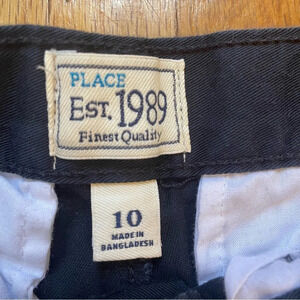 PLACE
EST. 1989
Finest Quality
10
MADE IN
BANGLADESH